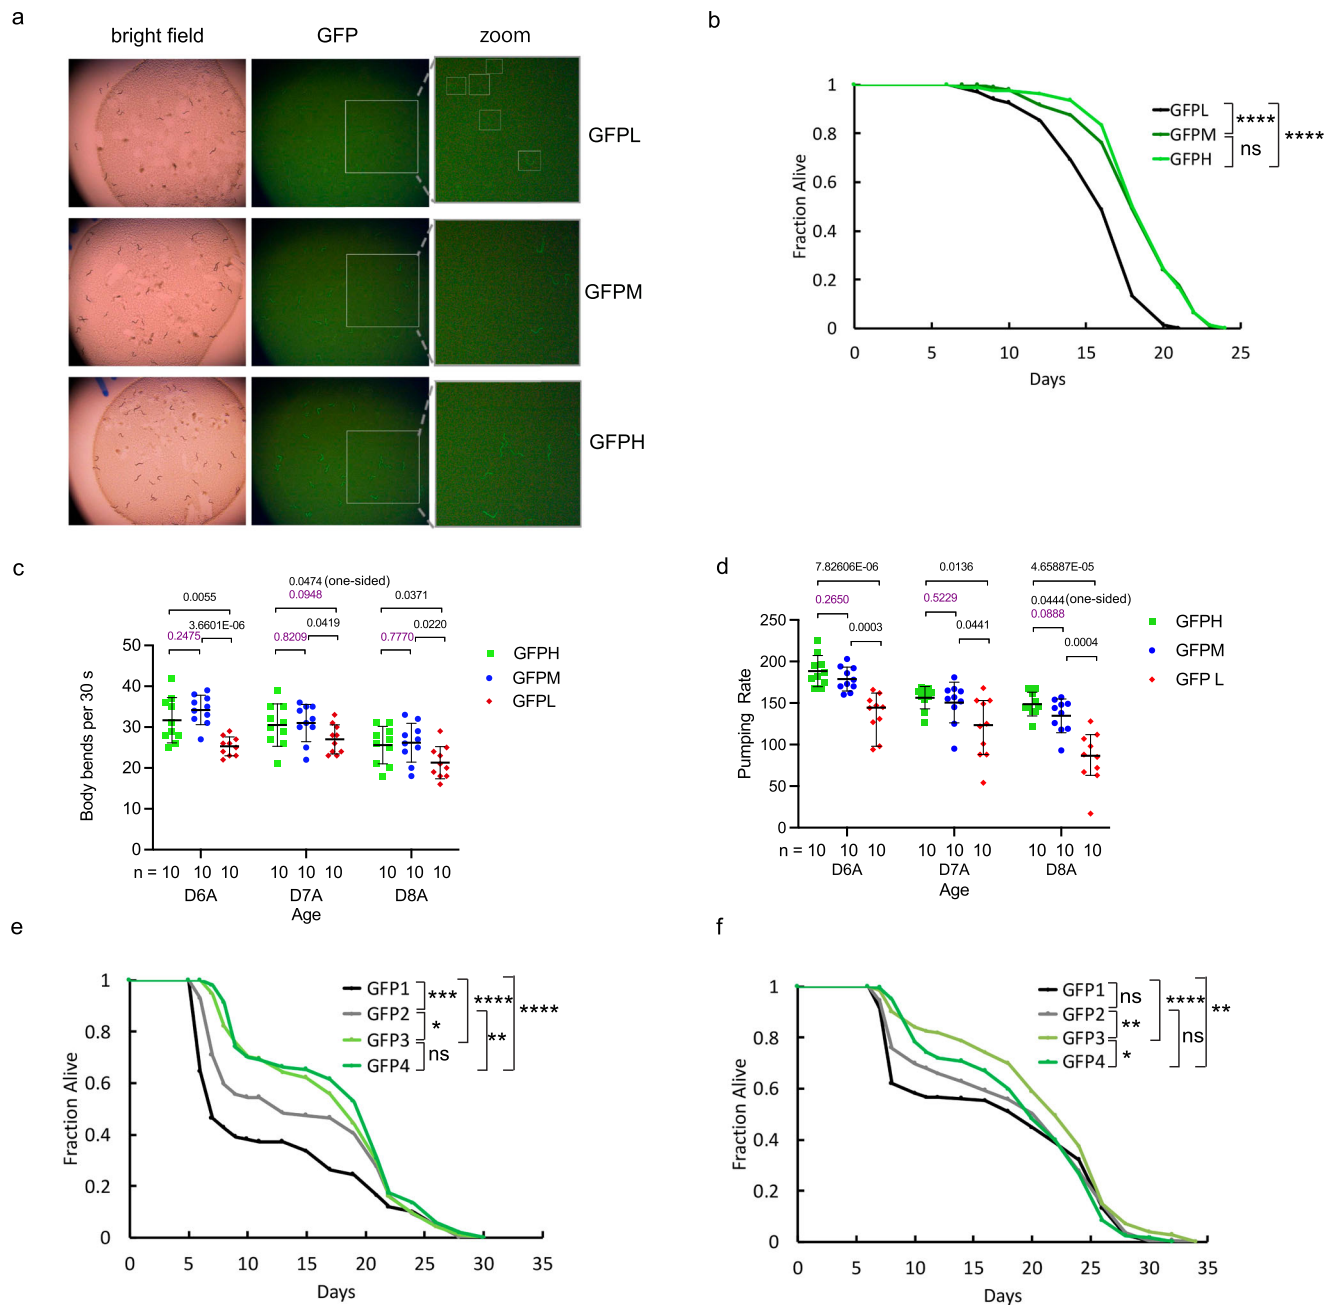 a
bright field GFP zoom
GFPL
GFPM
GFPH
b
1
0.8
0.6
0.4
0.2
0
0 5 10 15 20 25
Fraction Alive
Days
GFPL
GFPM
GFPH
****
ns
****
c
0.0474 (one-sided)
0.0055 0.0948 0.0371
3.6601E-06 0.0419 0.0220
0.2475 0.8209 0.7770
50
40
30
20
10
0
Body bends per 30 s
GFPH
GFPM
GFPL
n = 10 10 10 10 10 10 10 10 10
D6A D7A D8A
Age
d
7.82606E-06 0.0136 4.65887E-05
0.0444 (one-sided)
0.2650 0.5229 0.0888
0.0003 0.0441 0.0004
250
200
150
100
50
0
Pumping Rate
GFPH
GFPM
GFP L
n = 10 10 10 10 10 10 10 10 10
D6A D7A D8A
Age
e
1
0.8
0.6
0.4
0.2
0
0 5 10 15 20 25 30 35
Fraction Alive
Days
GFP1
GFP2
GFP3
GFP4
***
*
ns
****
**
****
f
1
0.8
0.6
0.4
0.2
0
0 5 10 15 20 25 30 35
Fraction Alive
Days
GFP1
GFP2
GFP3
GFP4
ns
**
*
****
ns
**